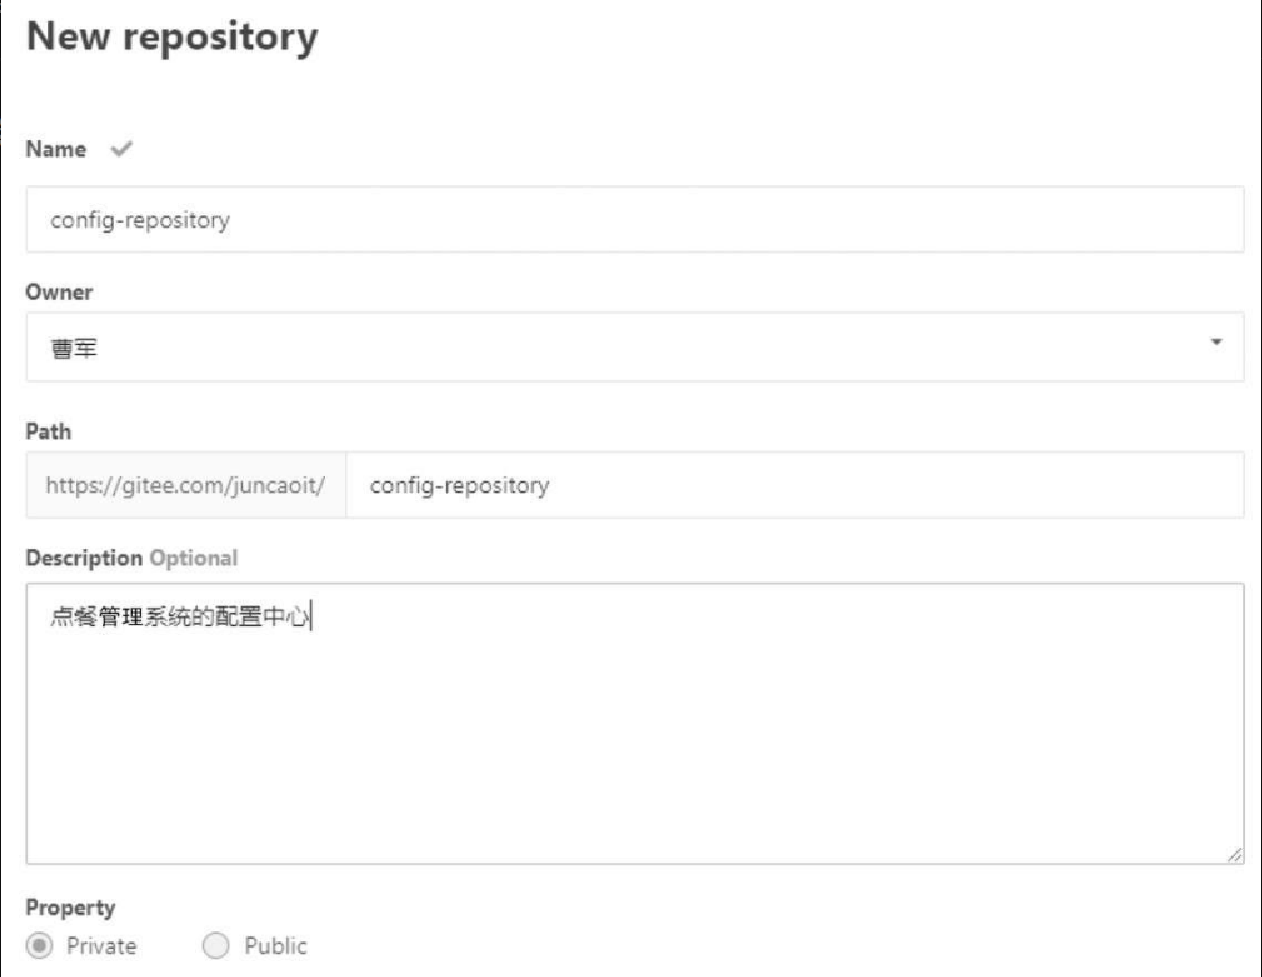 New repository
Name
config-repository
Owner
曹军
Path
https://gitee.com/juncaoit/ config-repository
Description Optional
点餐管理系统的配置中心
Property
Private Public